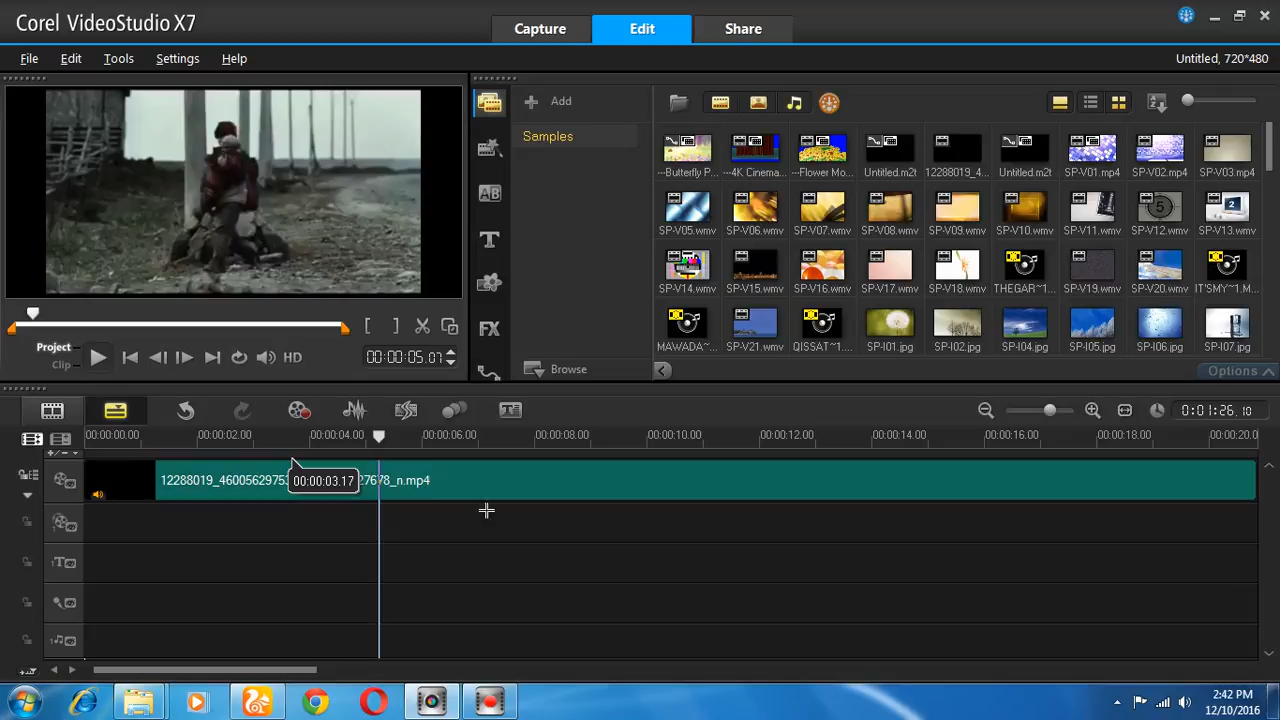 Corel VideoStudio X7
Capture
Edit
Share
File Edit Tools Settings Help
Untitled, 720*480
Add
Samples
Browse
---Butterfly P... ---4K Cinema... ---Flower Mo... Untitled.m2t 12288019_4... Untitled.m2t SP-V01.mp4 SP-V02.mp4 SP-V03.mp4
SP-V05.wmv SP-V06.wmv SP-V07.wmv SP-V08.wmv SP-V09.wmv SP-V10.wmv SP-V11.wmv SP-V12.wmv SP-V13.wmv
SP-V14.wmv SP-V15.wmv SP-V16.wmv SP-V17.wmv SP-V18.wmv THEGAR~1... SP-V19.wmv SP-V20.wmv IT'SMY~1.M...
MAWADA~... SP-V21.wmv QISSAT~1... SP-I01.jpg SP-I02.jpg SP-I04.jpg SP-I05.jpg SP-I06.jpg SP-I07.jpg
Options
Project
Clip
HD
00:00:05.07
AB
T
FX
0:01:26.10
00:00:00.00 00:00:02.00 00:00:04.00 00:00:06.00 00:00:08.00 00:00:10.00 00:00:12.00 00:00:14.00 00:00:16.00 00:00:18.00 00:00:20.0
00:00:03.17
2:42 PM
12/10/2016